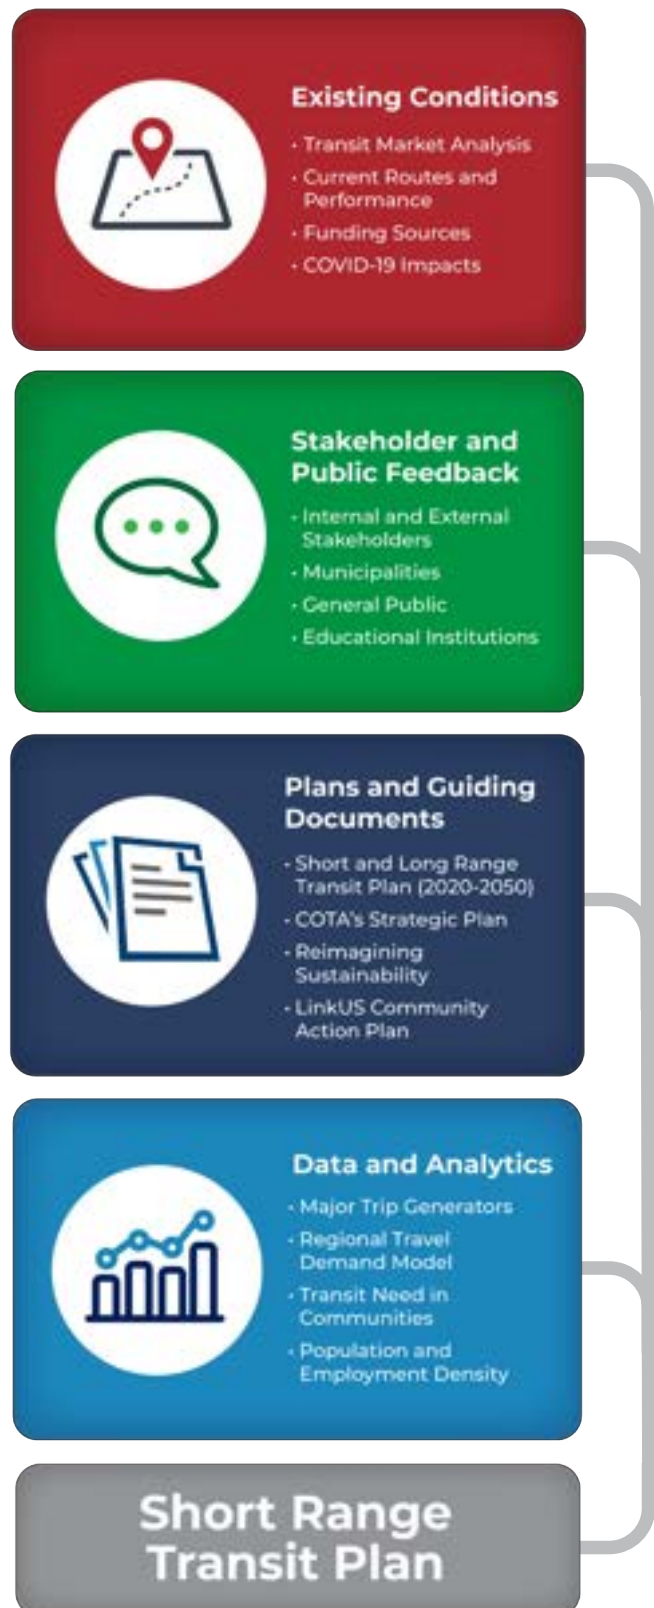 Existing Conditions
• Transit Market Analysis
• Current Routes and
Performance
• Funding Sources
• COVID-19 Impacts
Stakeholder and
Public Feedback
• Internal and External
Stakeholders
• Municipalities
• General Public
• Educational Institutions
Plans and Guiding
Documents
• Short and Long Range
Transit Plan (2020-2050)
• COTA's Strategic Plan
• Reimagining
Sustainability
• LinkUS Community
Action Plan
Data and Analytics
• Major Trip Generators
• Regional Travel
Demand Model
• Transit Need in
Communities
• Population and
Employment Density
Short Range
Transit Plan